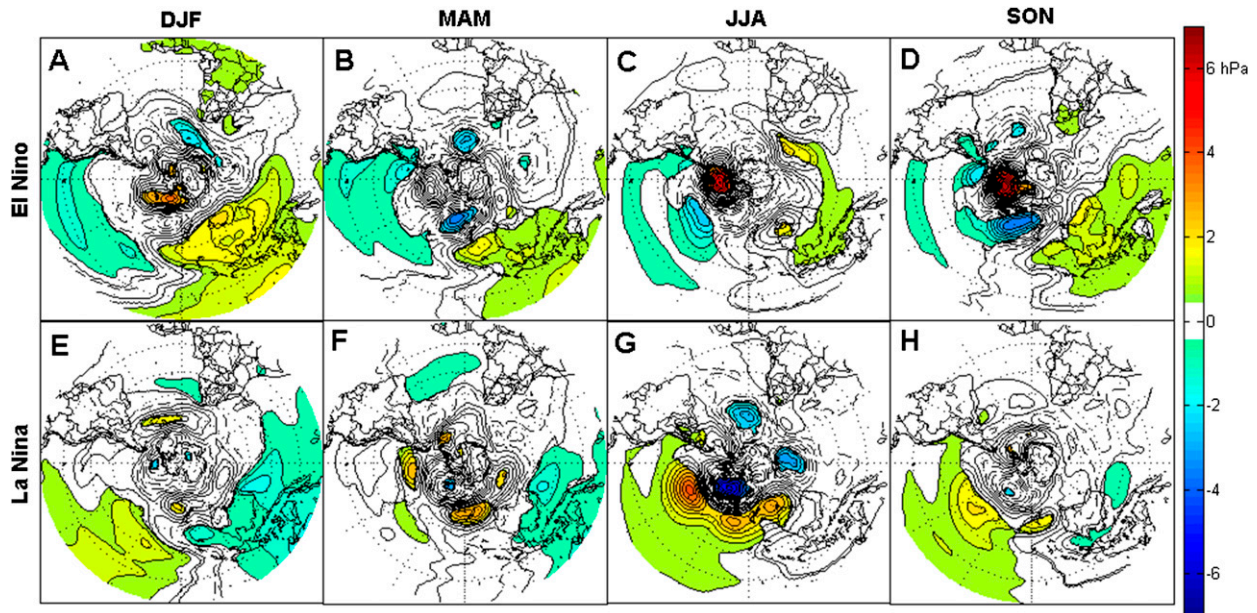 DJF MAM JJA SON
El Nino
A B C D
La Nina
E F G H
6 hPa
4
2
0
-2
-4
-6